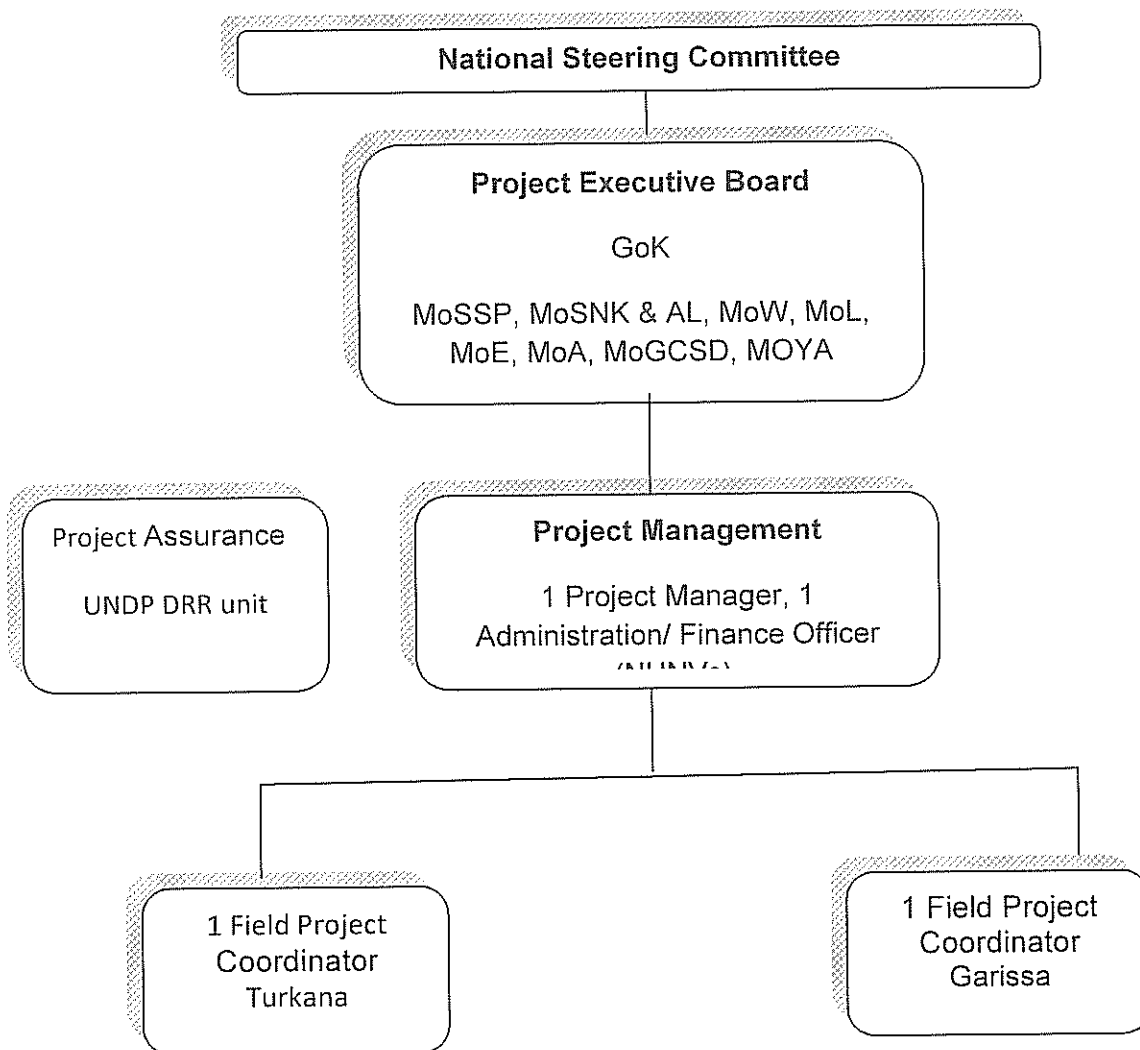 National Steering Committee
Project Executive Board
GoK
MoSSP, MoSNK & AL, MoW, MoL,
MoE, MoA, MoGCSD, MOYA
Project Assurance
UNDP DRR unit
Project Management
1 Project Manager, 1
Administration/ Finance Officer
1 Field Project
Coordinator
Turkana
1 Field Project
Coordinator
Garissa